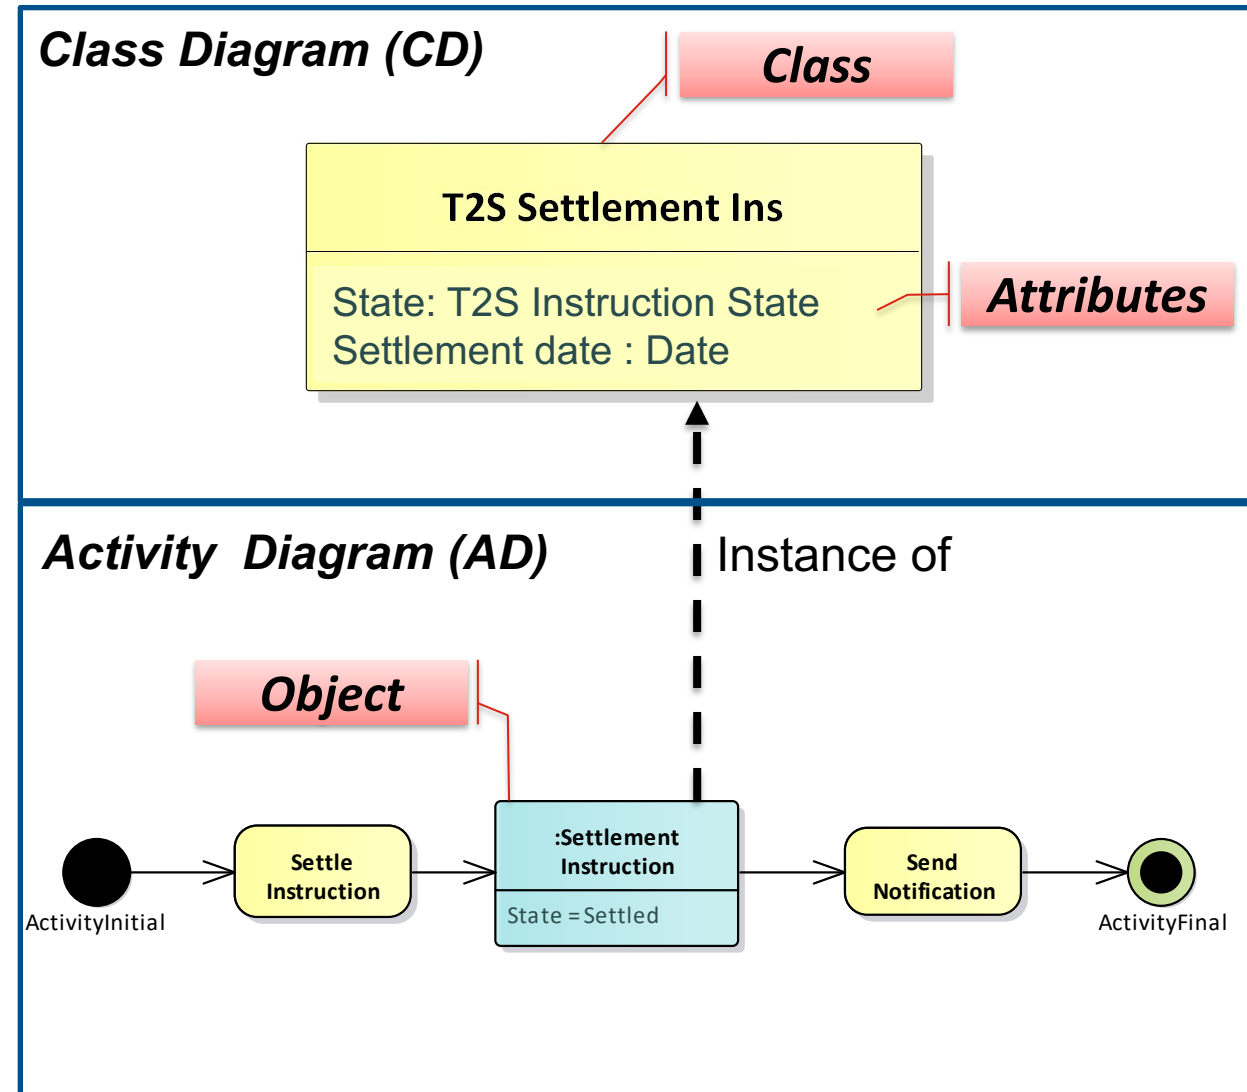 Class Diagram (CD)
Class
T2S Settlement Ins
State: T2S Instruction State
Settlement date : Date
Attributes
Activity  Diagram (AD)
Instance of
Object
ActivityInitial
Settle
Instruction
:Settlement
Instruction
State = Settled
Send
Notification
ActivityFinal